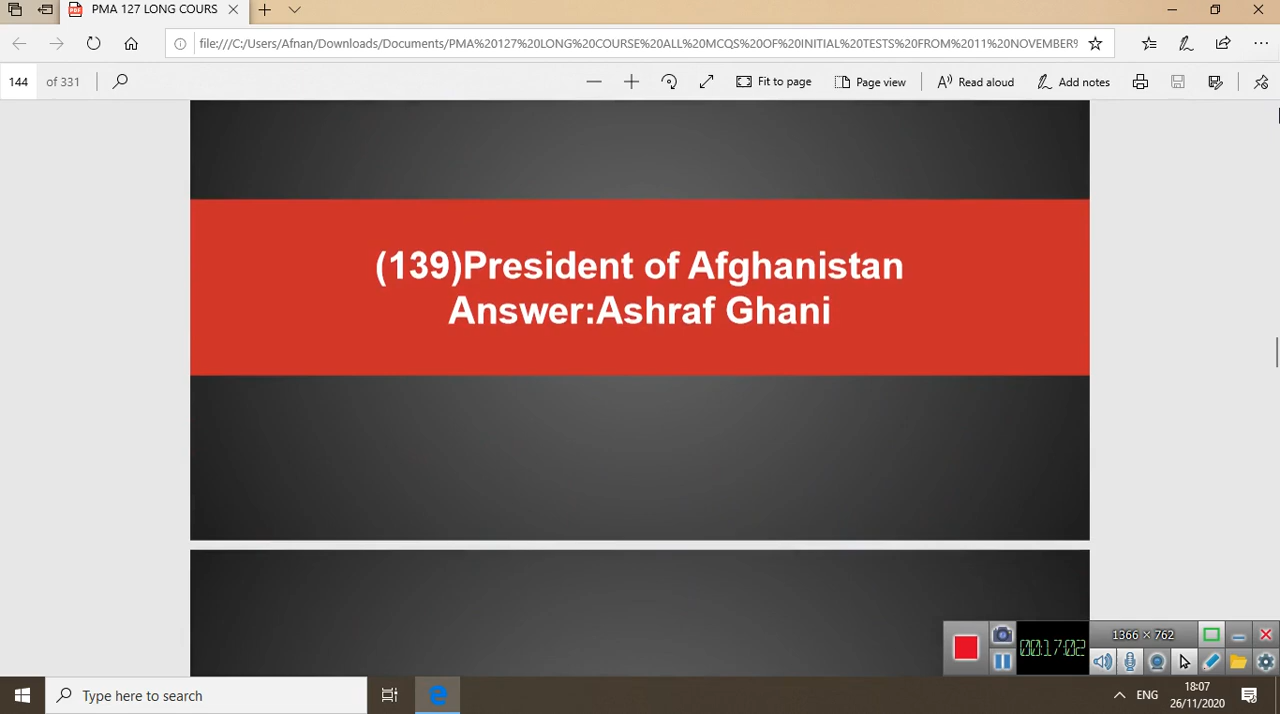 PMA 127 LONG COURS
file:///C:/Users/Afnan/Downloads/Documents/PMA%20127%20LONG%20COURSE%20ALL%20MCQS%20OF%20INITIAL%20TESTS%20FROM%2011%20NOVEMBER%
144 of 331
Fit to page
Page view
Read aloud
Add notes
(139)President of Afghanistan
Answer:Ashraf Ghani
1366 × 762
00:17:02
Type here to search
ENG
18:07
26/11/2020